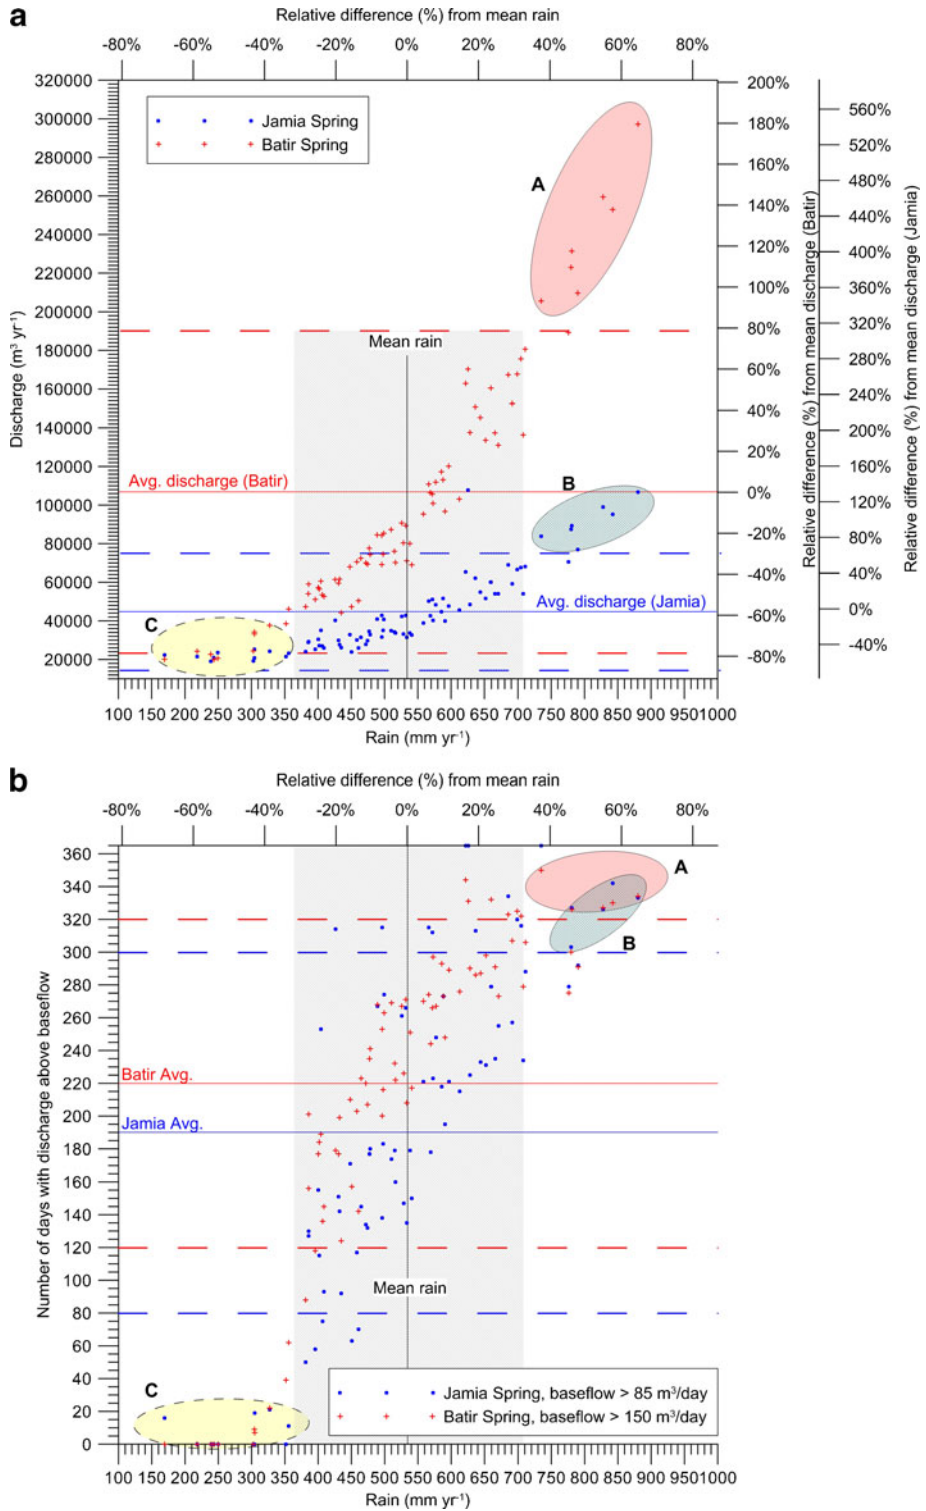 a
Relative difference (%) from mean rain
-80% -60% -40% -20% 0% 20% 40% 60% 80%
320000
300000
280000
260000
240000
220000
200000
190000
180000
160000
140000
120000
100000
80000
60000
40000
20000
Discharge (m³ yr⁻¹)
Jamia Spring
Batir Spring
A
Mean rain
Avg. discharge (Batir)
B
Avg. discharge (Jamia)
C
200%
180%
160%
140%
120%
100%
80%
60%
40%
20%
0%
-20%
-40%
-60%
-80%
Relative difference (%) from mean discharge (Batir)
560%
520%
480%
440%
400%
360%
320%
280%
240%
200%
160%
120%
80%
40%
0%
-40%
Relative difference (%) from mean discharge (Jamia)
100 150 200 250 300 350 400 450 500 550 600 650 700 750 800 850 900 950 1000
Rain (mm yr⁻¹)
b
Relative difference (%) from mean rain
-80% -60% -40% -20% 0% 20% 40% 60% 80%
360
340
320
300
280
260
240
220
200
180
160
140
120
100
80
60
40
20
0
Number of days with discharge above baseflow
A
B
Batir Avg.
Jamia Avg.
Mean rain
C
Jamia Spring, baseflow > 85 m³/day
Batir Spring, baseflow > 150 m³/day
100 150 200 250 300 350 400 450 500 550 600 650 700 750 800 850 900 950 1000
Rain (mm yr⁻¹)